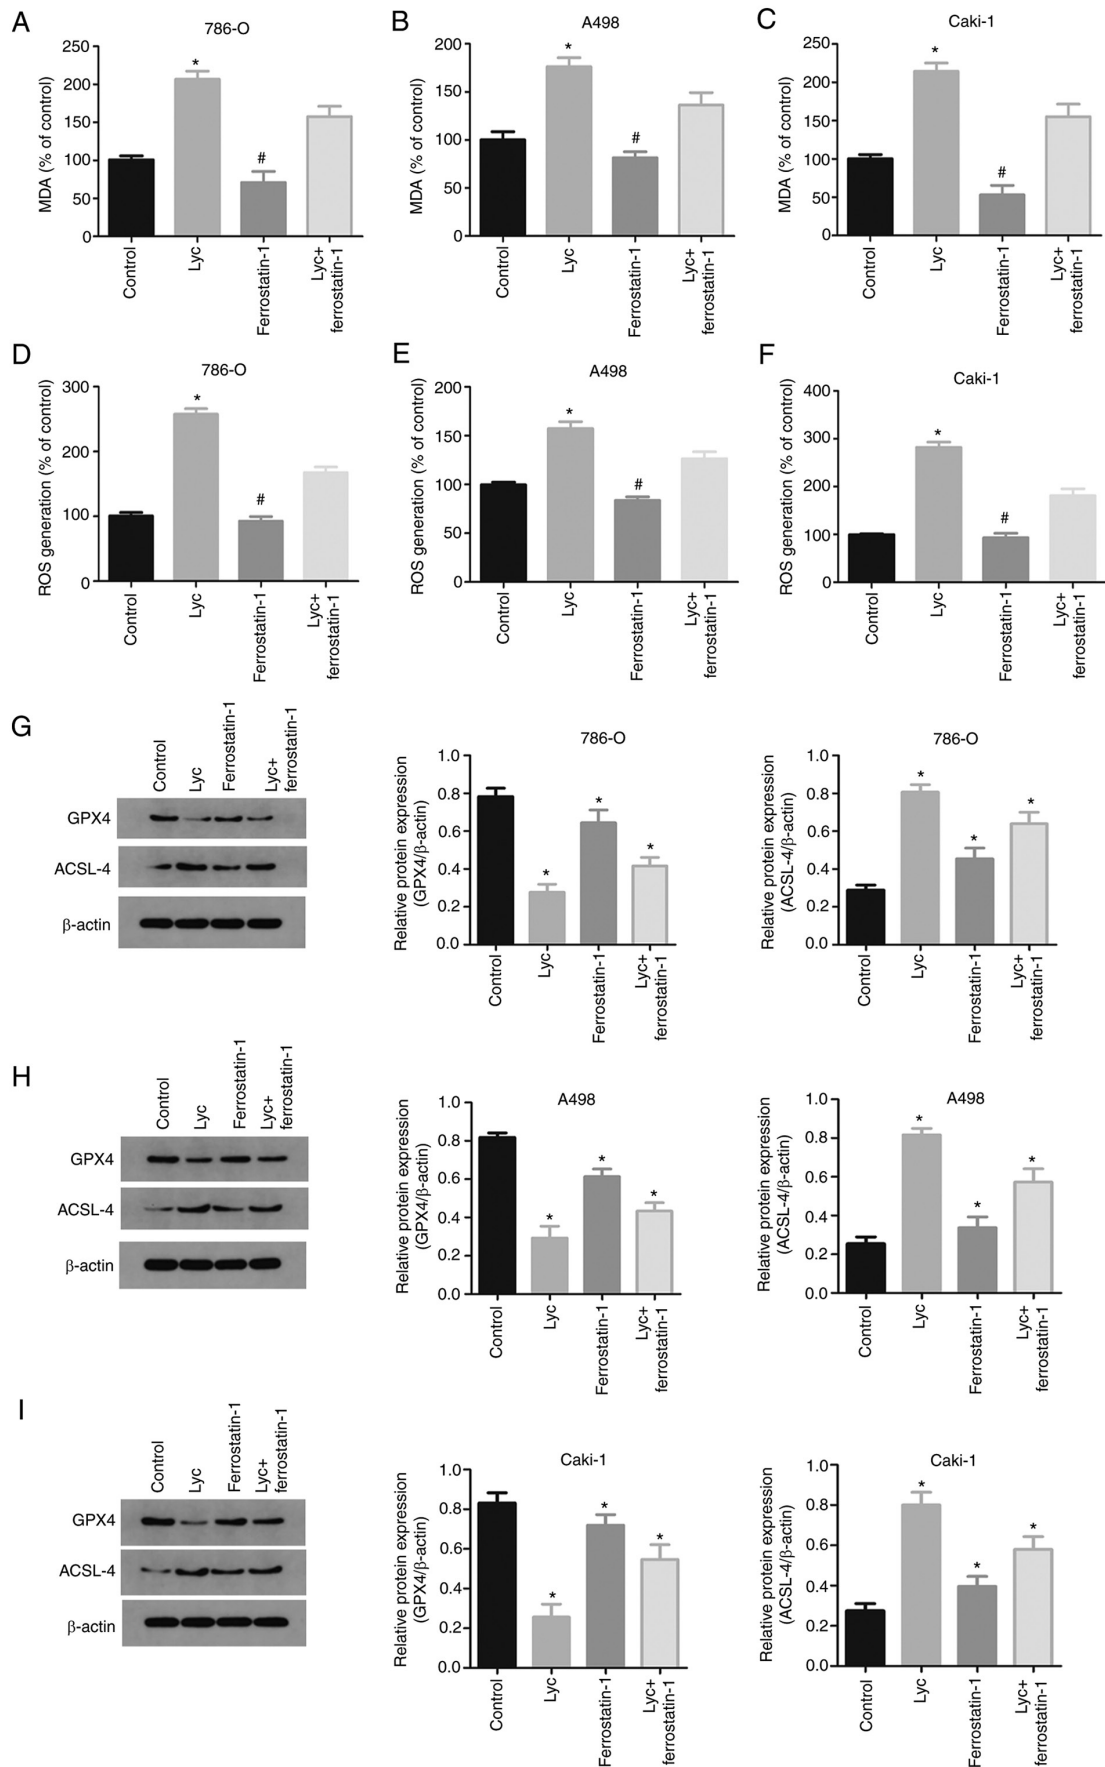 A
786-O
MDA (% of control)
250
200
150
100
50
0
*
#
Control
Lyc
Ferrostatin-1
Lyc+
ferrostatin-1
B
A498
MDA (% of control)
200
150
100
50
0
*
#
Control
Lyc
Ferrostatin-1
Lyc+
ferrostatin-1
C
Caki-1
MDA (% of control)
250
200
150
100
50
0
*
#
Control
Lyc
Ferrostatin-1
Lyc+
ferrostatin-1
D
786-O
ROS generation (% of control)
300
200
100
0
*
#
Control
Lyc
Ferrostatin-1
Lyc+
ferrostatin-1
E
A498
ROS generation (% of control)
200
150
100
50
0
*
#
Control
Lyc
Ferrostatin-1
Lyc+
ferrostatin-1
F
Caki-1
ROS generation (% of control)
400
300
200
100
0
*
#
Control
Lyc
Ferrostatin-1
Lyc+
ferrostatin-1
G
Control
Lyc
Ferrostatin-1
Lyc+
ferrostatin-1
GPX4
ACSL-4
β-actin
786-O
Relative protein expression
(GPX4/β-actin)
1.0
0.8
0.6
0.4
0.2
0.0
*
*
*
Control
Lyc
Ferrostatin-1
Lyc+
ferrostatin-1
786-O
Relative protein expression
(ACSL-4/β-actin)
1.0
0.8
0.6
0.4
0.2
0.0
*
*
*
Control
Lyc
Ferrostatin-1
Lyc+
ferrostatin-1
H
Control
Lyc
Ferrostatin-1
Lyc+
ferrostatin-1
GPX4
ACSL-4
β-actin
A498
Relative protein expression
(GPX4/β-actin)
1.0
0.8
0.6
0.4
0.2
0.0
*
*
*
Control
Lyc
Ferrostatin-1
Lyc+
ferrostatin-1
A498
Relative protein expression
(ACSL-4/β-actin)
1.0
0.8
0.6
0.4
0.2
0.0
*
*
*
Control
Lyc
Ferrostatin-1
Lyc+
ferrostatin-1
I
Control
Lyc
Ferrostatin-1
Lyc+
ferrostatin-1
GPX4
ACSL-4
β-actin
Caki-1
Relative protein expression
(GPX4/β-actin)
1.0
0.8
0.6
0.4
0.2
0.0
*
*
*
Control
Lyc
Ferrostatin-1
Lyc+
ferrostatin-1
Caki-1
Relative protein expression
(ACSL-4/β-actin)
1.0
0.8
0.6
0.4
0.2
0.0
*
*
*
Control
Lyc
Ferrostatin-1
Lyc+
ferrostatin-1